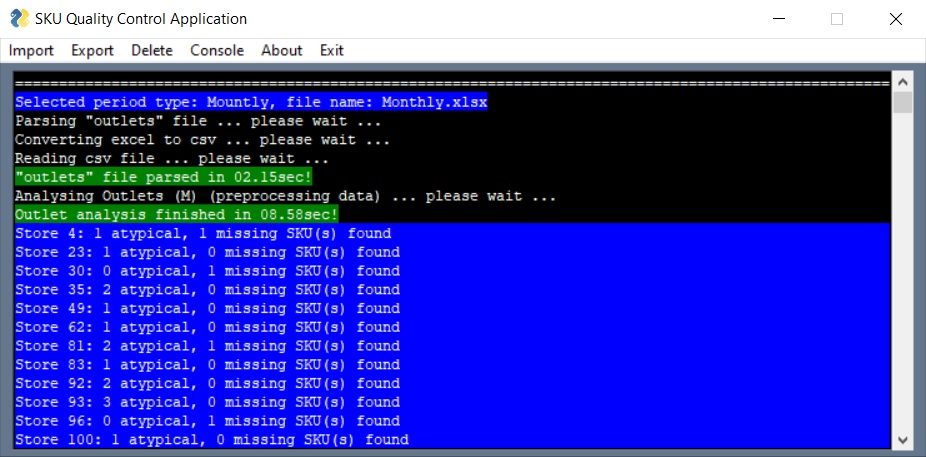 SKU Quality Control Application
Import Export Delete Console About Exit
====================================================================================================
Selected period type: Mountly, file name: Monthly.xlsx
Parsing "outlets" file ... please wait ...
Converting excel to csv ... please wait ...
Reading csv file ... please wait ...
"outlets" file parsed in 02.15sec!
Analysing Outlets (M) (preprocessing data) ... please wait ...
Outlet analysis finished in 08.58sec!
Store 4: 1 atypical, 1 missing SKU(s) found
Store 23: 1 atypical, 0 missing SKU(s) found
Store 30: 0 atypical, 1 missing SKU(s) found
Store 35: 2 atypical, 0 missing SKU(s) found
Store 49: 1 atypical, 0 missing SKU(s) found
Store 62: 1 atypical, 0 missing SKU(s) found
Store 81: 2 atypical, 1 missing SKU(s) found
Store 83: 1 atypical, 0 missing SKU(s) found
Store 92: 2 atypical, 0 missing SKU(s) found
Store 93: 3 atypical, 0 missing SKU(s) found
Store 96: 0 atypical, 1 missing SKU(s) found
Store 100: 1 atypical, 0 missing SKU(s) found